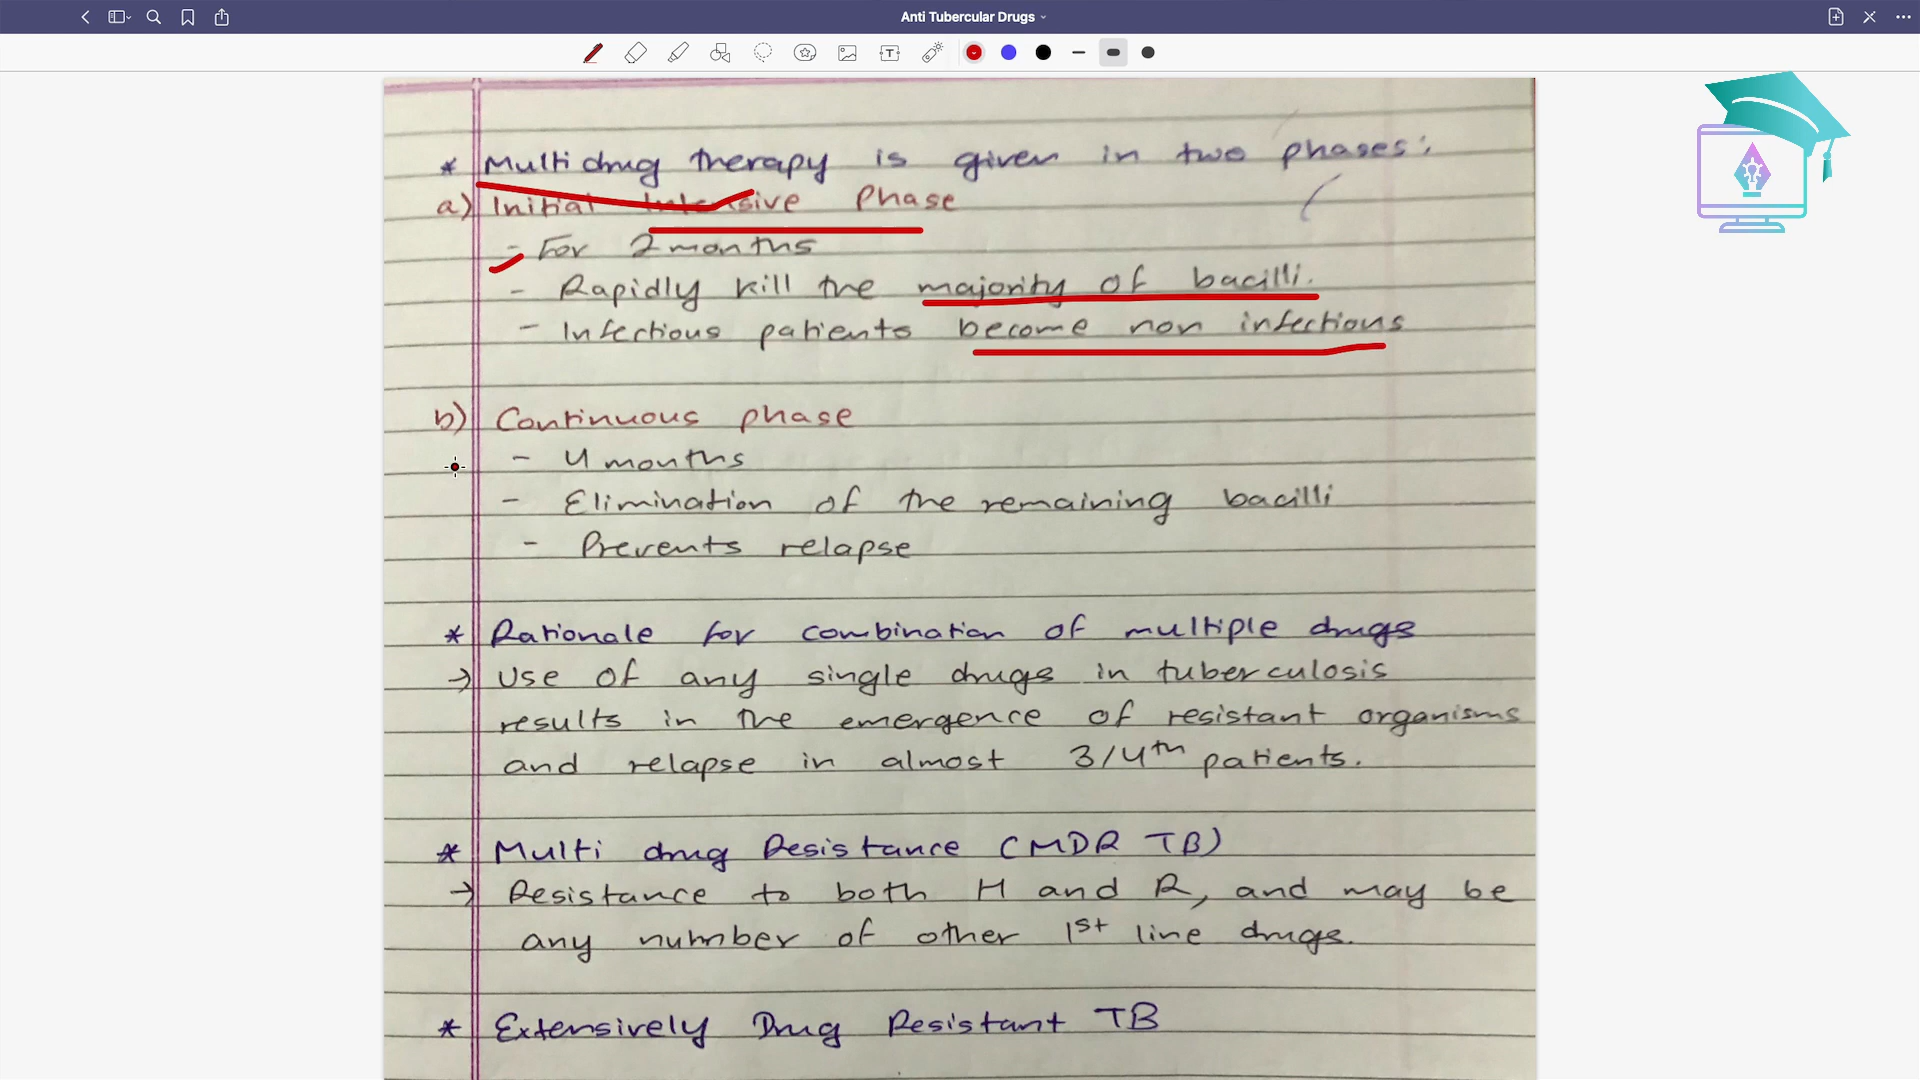 Anti Tubercular Drugs
* Multi drug therapy is given in two phases:
a) Initial Intensive Phase
- For 2 months
- Rapidly kill the majority of bacilli.
- Infectious patients become non infectious
b) Continuous phase
- 4 months
- Elimination of the remaining bacilli
- Prevents relapse
* Rationale for combination of multiple drugs
→ Use of any single drugs in tuberculosis
results in the emergence of resistant organisms
and relapse in almost 3/4th patients.
* Multi drug Resistance (MDR TB)
→ Resistance to both H and R, and may be
any number of other 1st line drugs.
* Extensively Drug Resistant TB